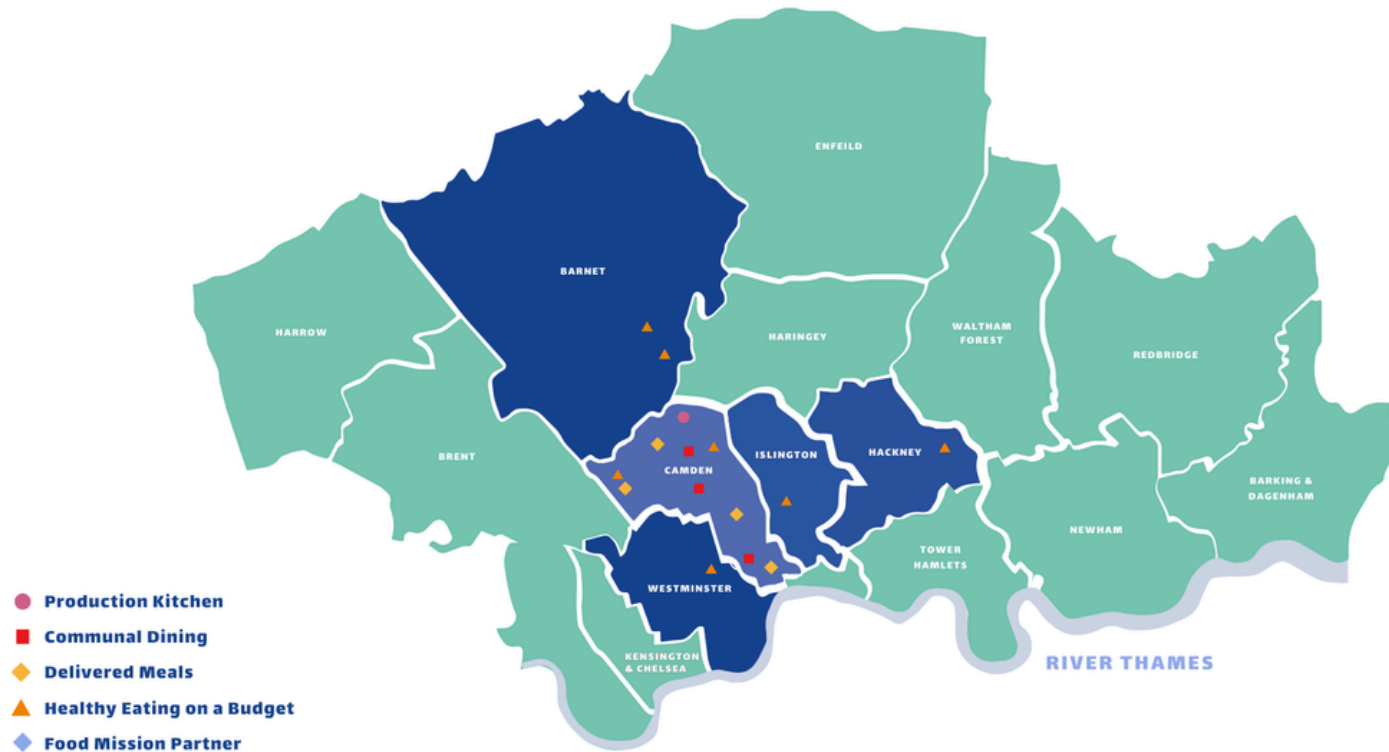 ENFEILD
BARNET
HARROW
HARINGEY
WALTHAM
FOREST
REDBRIDGE
BRENT
CAMDEN
ISLINGTON
HACKNEY
BARKING &
DAGENHAM
NEWHAM
TOWER
HAMLETS
WESTMINSTER
KENSINGTON
& CHELSEA
RIVER THAMES
Production Kitchen
Communal Dining
Delivered Meals
Healthy Eating on a Budget
Food Mission Partner